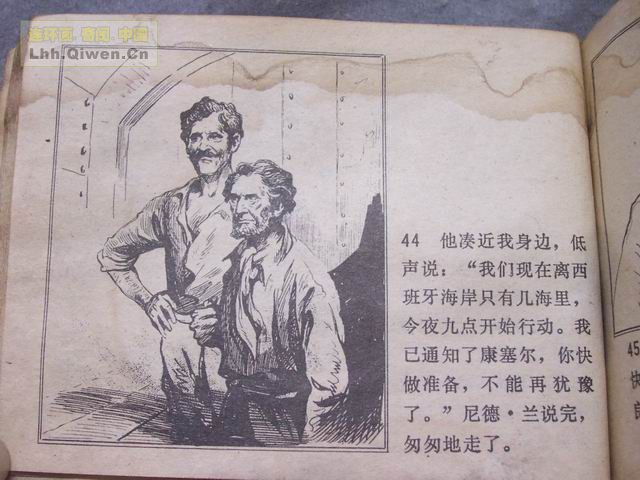 连环画.奇闻.中国
Lhh.Qiwen.Cn
44 他凑近我身边，低
声说：“我们现在离西
班牙海岸只有几海里，
今夜九点开始行动。我
已通知了康塞尔，你快
做准备，不能再犹豫
了。”尼德·兰说完，
匆匆地走了。
45